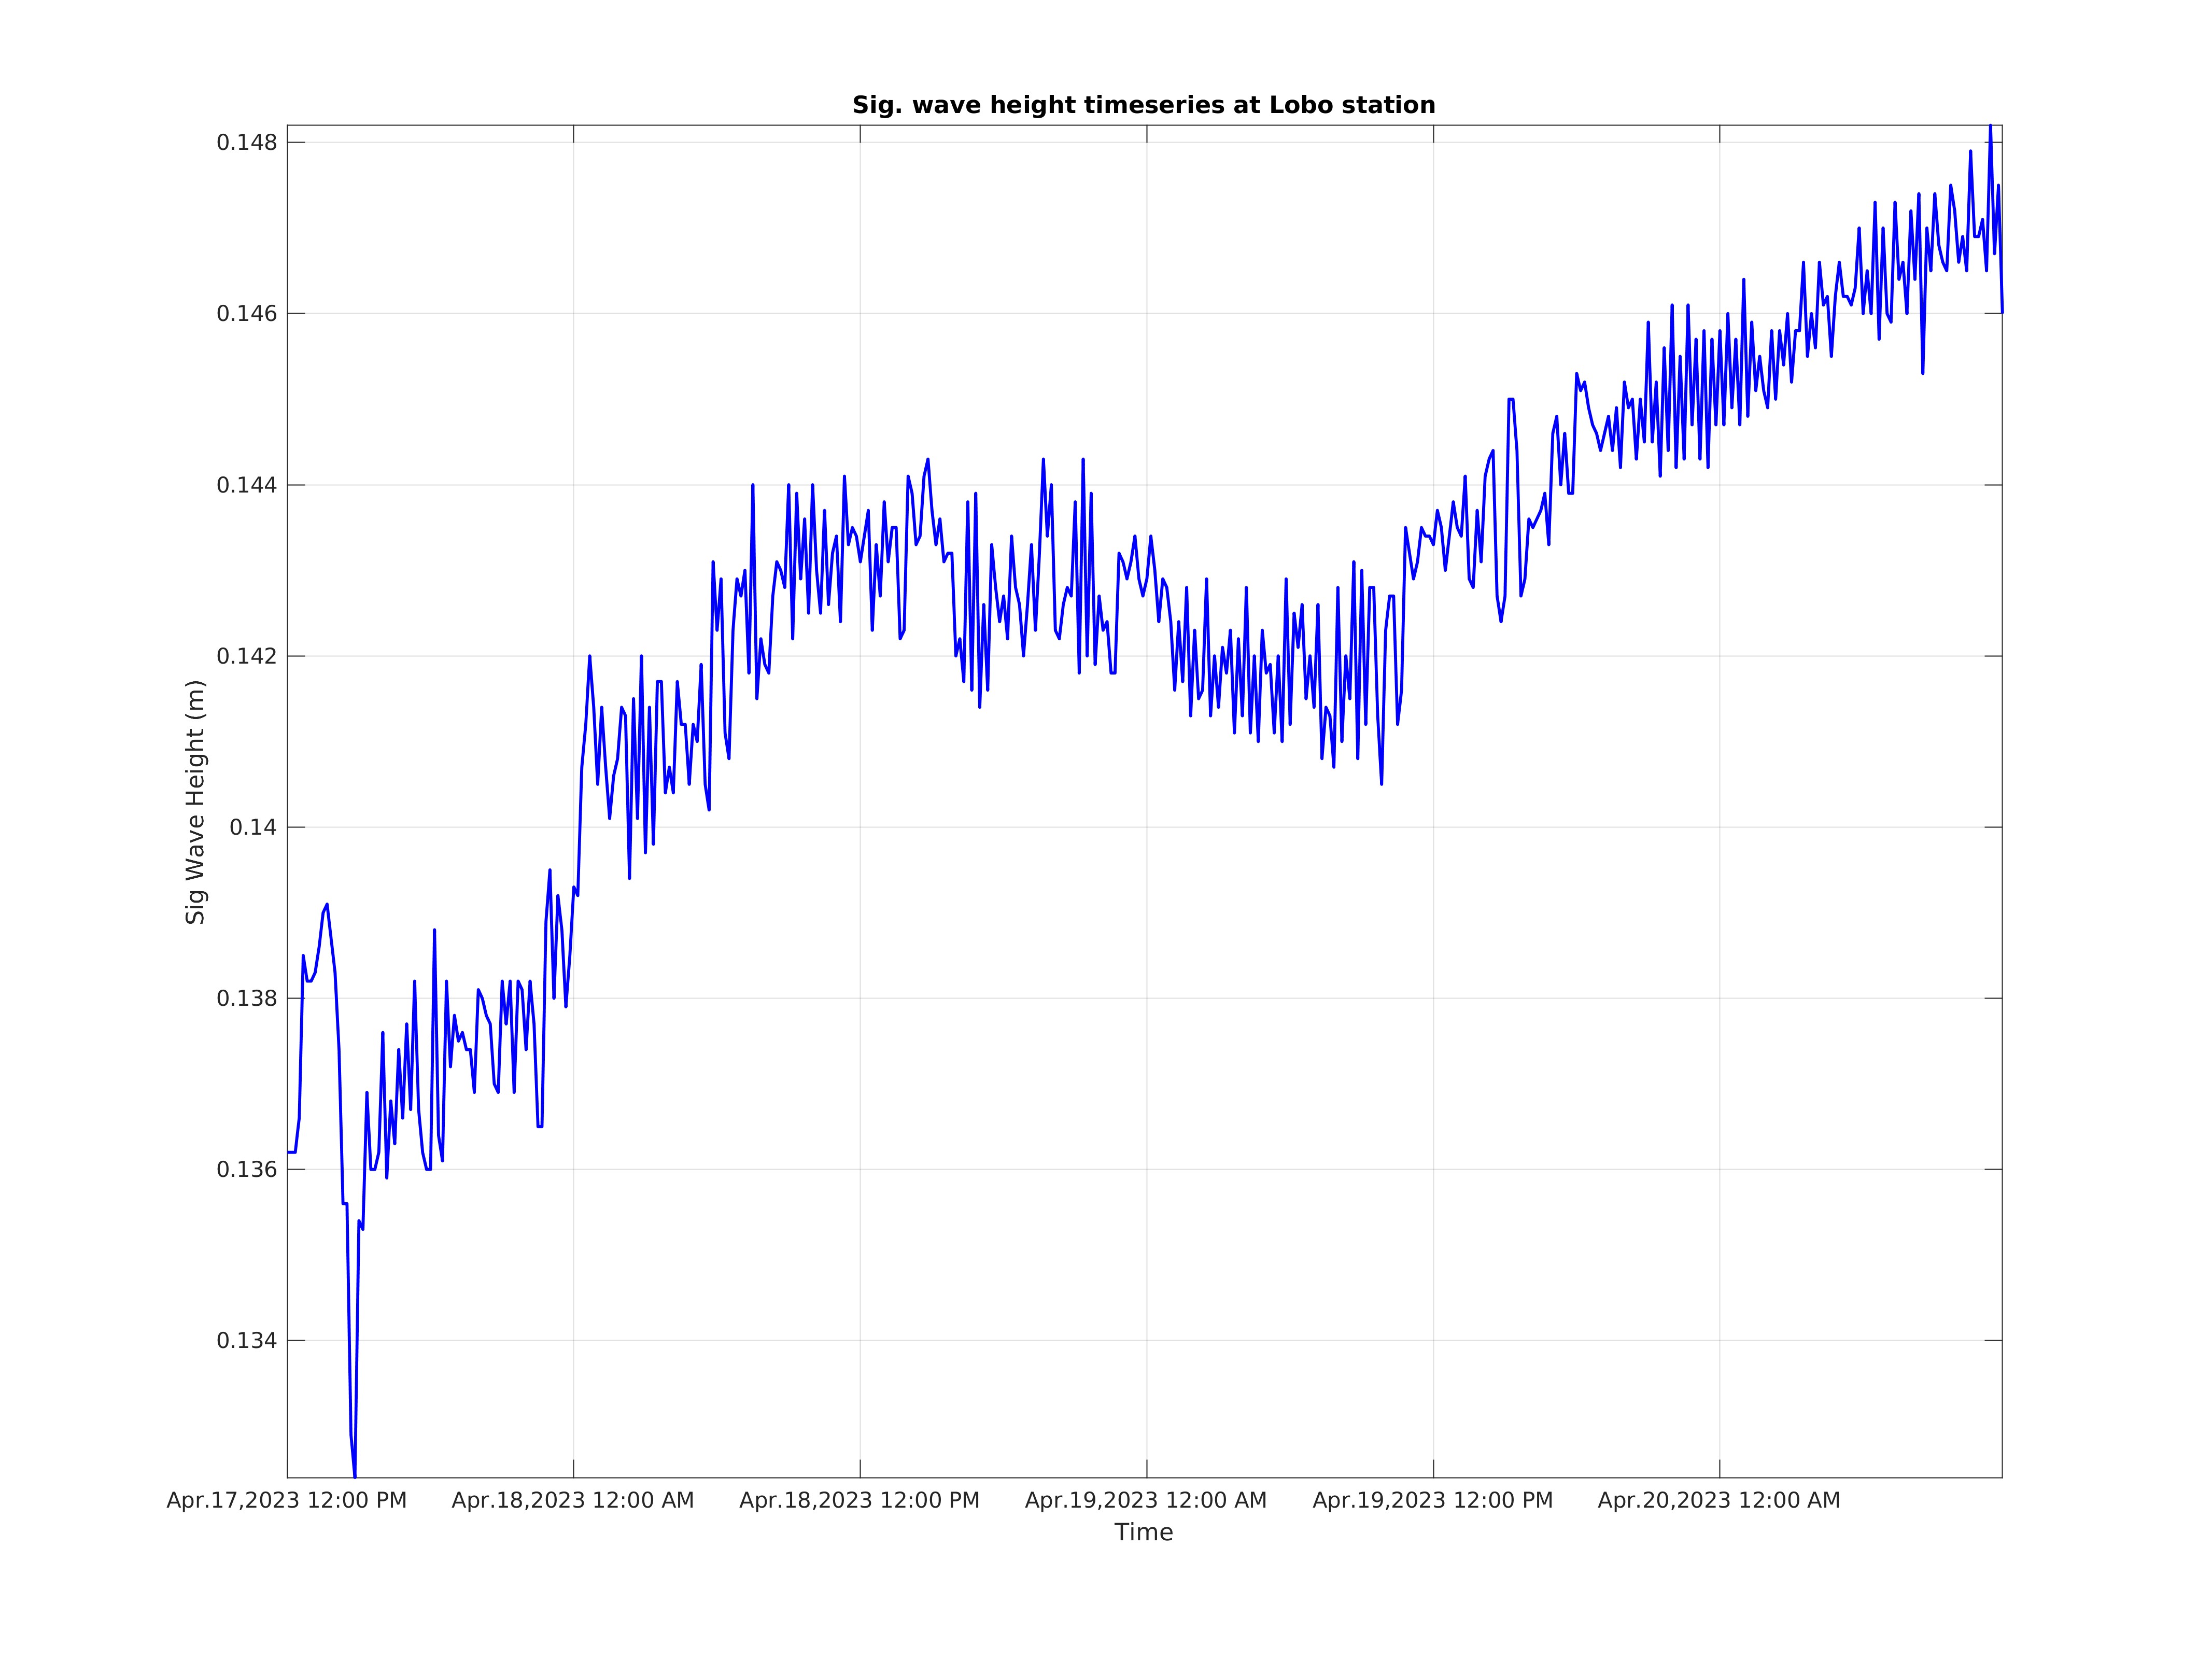 Sig. wave height timeseries at Lobo station
0.148
0.146
0.144
0.142
0.14
0.138
0.136
0.134
Sig Wave Height (m)
Apr.17,2023 12:00 PM
Apr.18,2023 12:00 AM
Apr.18,2023 12:00 PM
Apr.19,2023 12:00 AM
Apr.19,2023 12:00 PM
Apr.20,2023 12:00 AM
Time